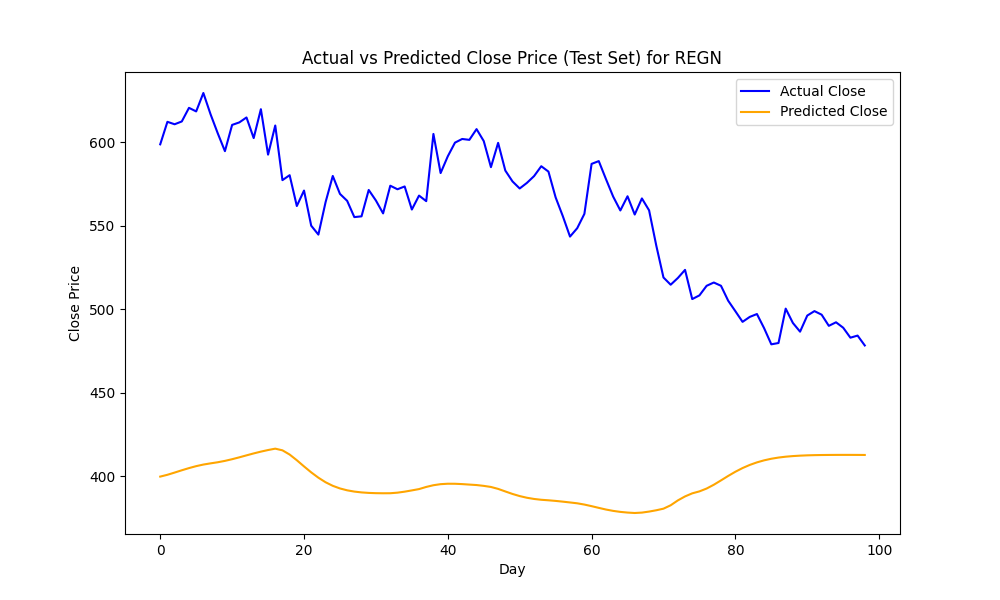 Actual vs Predicted Close Price (Test Set) for REGN
Actual Close
Predicted Close
Close Price
600
550
500
450
400
0 20 40 60 80 100
Day